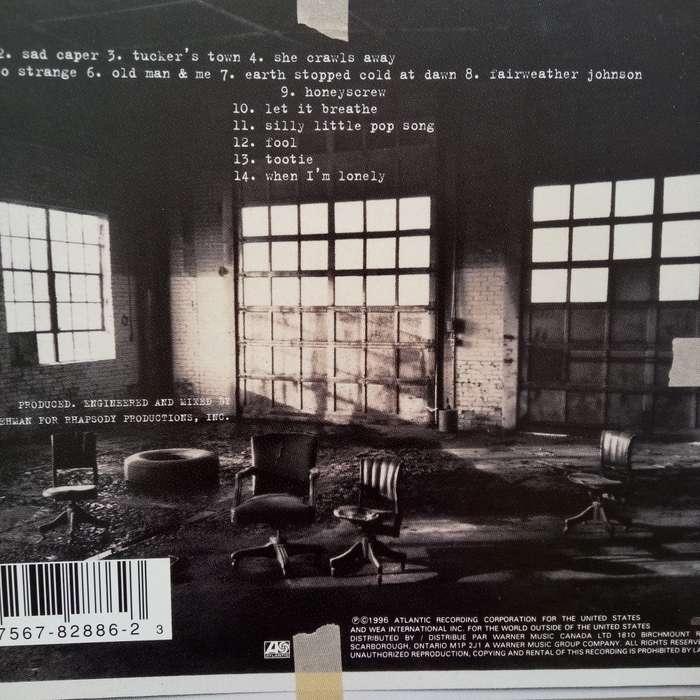 2. sad caper 3. tucker's town 4. she crawls away
o strange 6. old man & me 7. earth stopped cold at dawn 8. fairweather johnson
9. honeyscrew
10. let it breathe
11. silly little pop song
12. fool
13. tootie
14. when I'm lonely
PRODUCED, ENGINEERED AND MIXED BY
EHMAN FOR RHAPSODY PRODUCTIONS, INC.
7567-82886-2 3
ATLANTIC
℗©1996 ATLANTIC RECORDING CORPORATION FOR THE UNITED STATES
AND WEA INTERNATIONAL INC. FOR THE WORLD OUTSIDE OF THE UNITED STATES
DISTRIBUTED BY / DISTRIBUE PAR WARNER MUSIC CANADA LTD 1810 BIRCHMOUNT R
SCARBOROUGH, ONTARIO M1P 2J1 A WARNER MUSIC GROUP COMPANY. ALL RIGHTS RESERVE
UNAUTHORIZED REPRODUCTION, COPYING AND RENTAL OF THIS RECORDING IS PROHIBITED BY LA